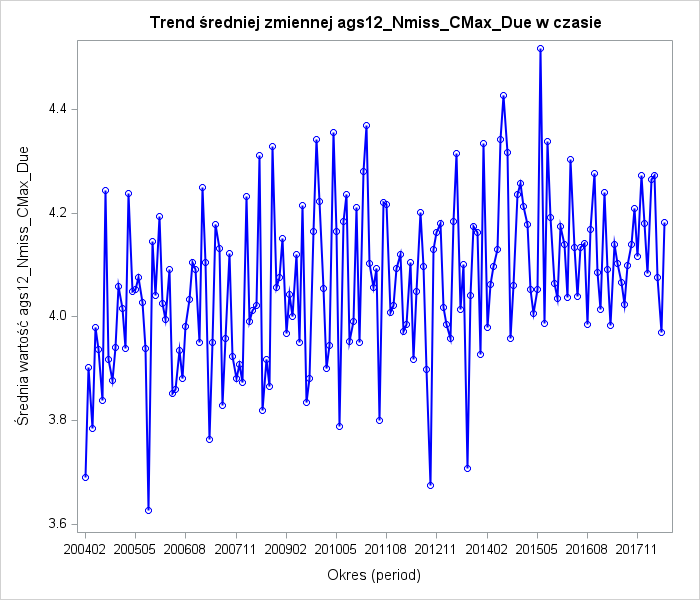 Trend średniej zmiennej ags12_Nmiss_CMax_Due w czasie
Średnia wartość ags12_Nmiss_CMax_Due
4.4
4.2
4.0
3.8
3.6
200402 200505 200608 200711 200902 201005 201108 201211 201402 201505 201608 201711
Okres (period)